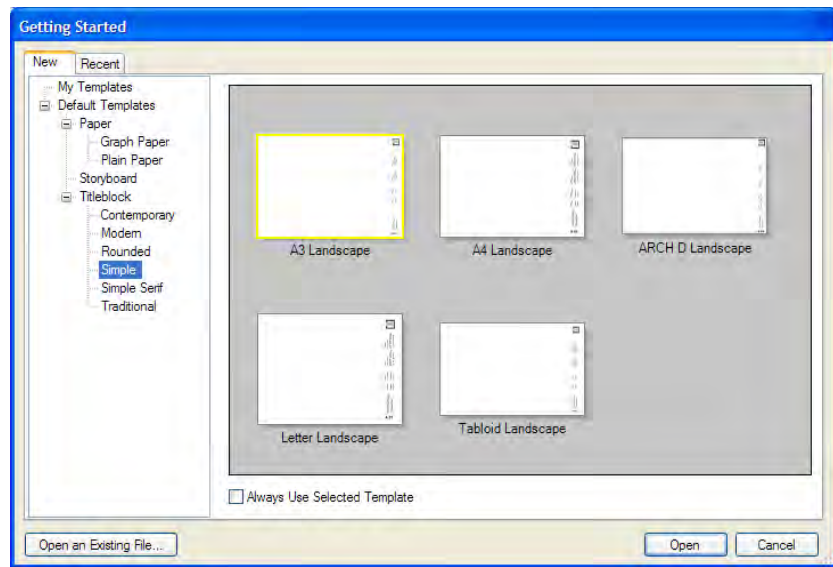 Getting Started
New Recent
My Templates
Default Templates
Paper
Graph Paper
Plain Paper
Storyboard
Titleblock
Contemporary
Modern
Rounded
Simple
Simple Serif
Traditional
A3 Landscape A4 Landscape ARCH D Landscape
Letter Landscape Tabloid Landscape
Always Use Selected Template
Open an Existing File... Open Cancel